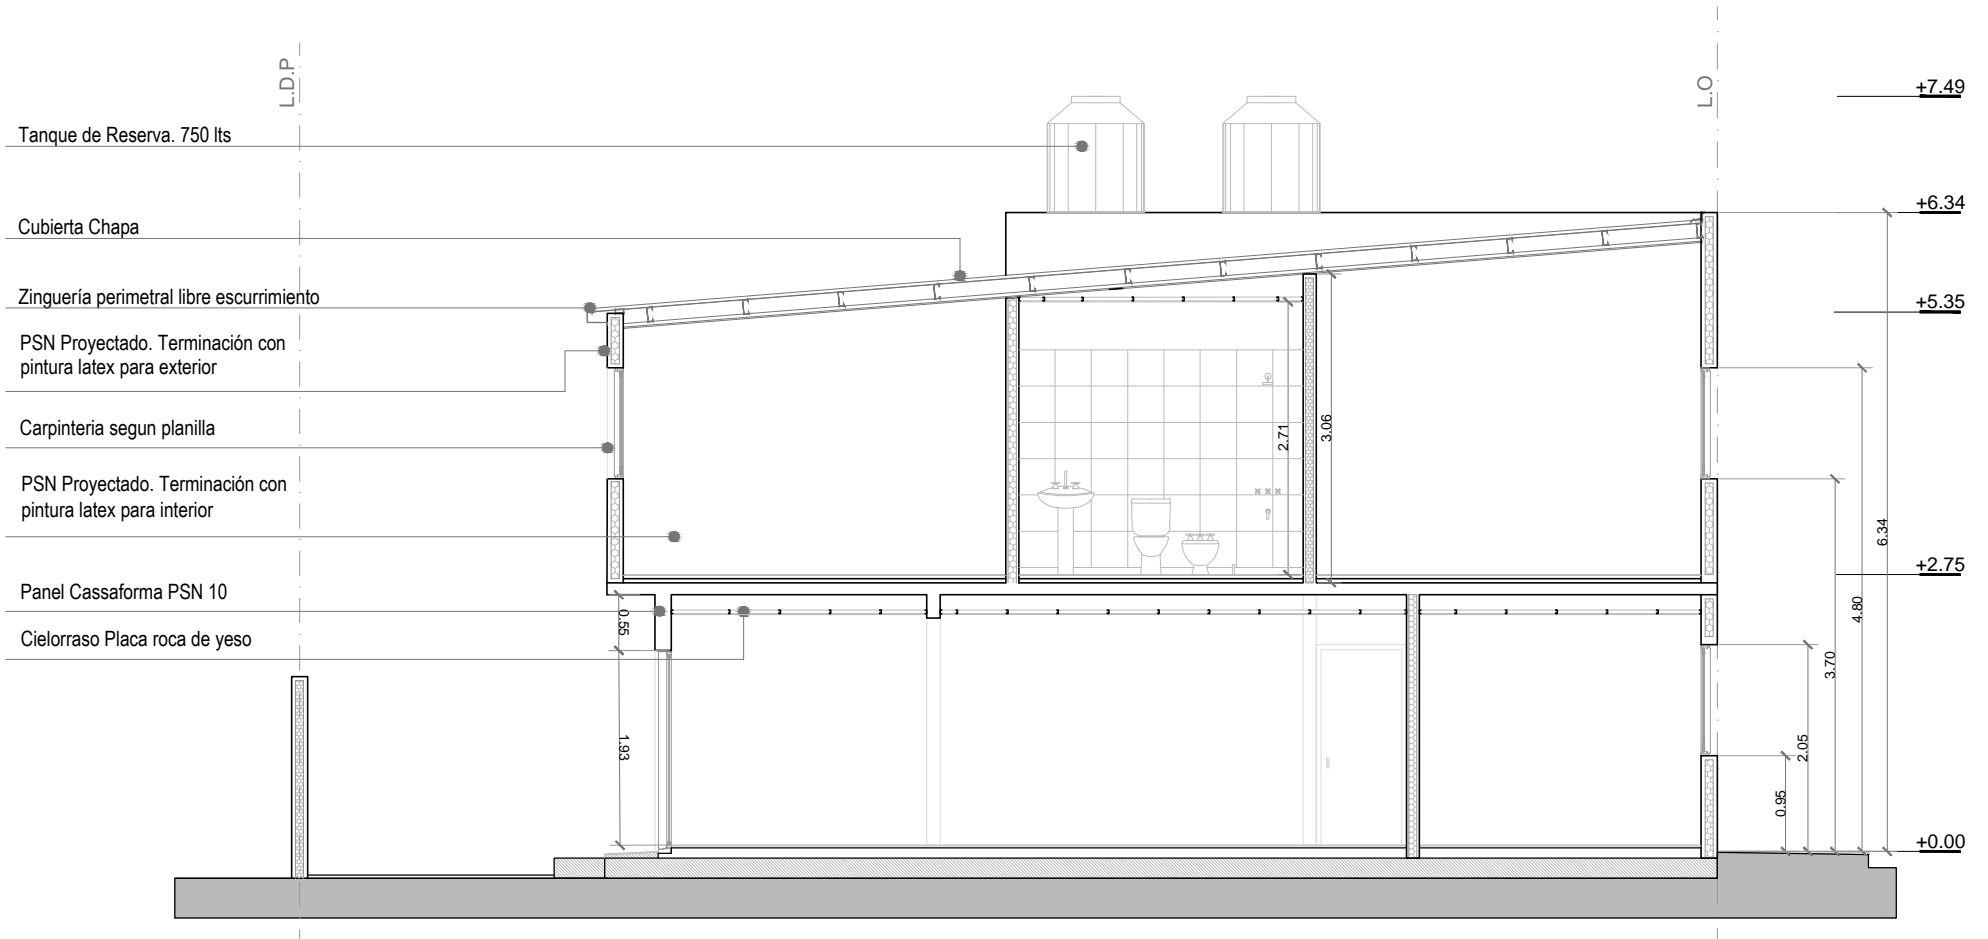 L.D.P
L.O
+7.49
Tanque de Reserva. 750 lts
+6.34
Cubierta Chapa
Zinguería perimetral libre escurrimiento
+5.35
PSN Proyectado. Terminación con
pintura latex para exterior
Carpinteria segun planilla
2.71
3.06
PSN Proyectado. Terminación con
pintura latex para interior
6.34
+2.75
Panel Cassaforma PSN 10
0.55
4.80
Cielorraso Placa roca de yeso
3.70
1.93
2.05
0.95
+0.00